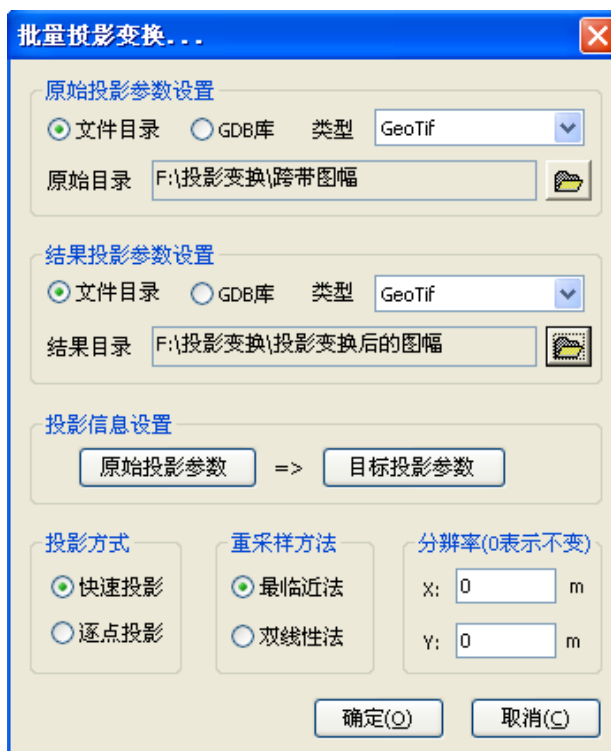 批量投影变换...
原始投影参数设置
文件目录 GDB库 类型 GeoTif
原始目录 F:\投影变换\跨带图幅
结果投影参数设置
文件目录 GDB库 类型 GeoTif
结果目录 F:\投影变换\投影变换后的图幅
投影信息设置
原始投影参数 => 目标投影参数
投影方式 重采样方法 分辨率(0表示不变)
快速投影 最临近法 X: 0 m
逐点投影 双线性法 Y: 0 m
确定(O) 取消(C)